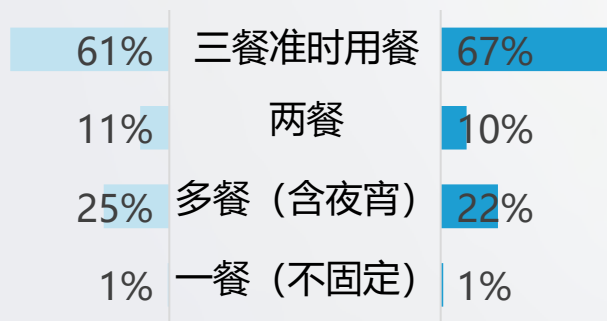 61% 三餐准时用餐 67%
11% 两餐 10%
25% 多餐（含夜宵） 22%
1% 一餐（不固定） 1%